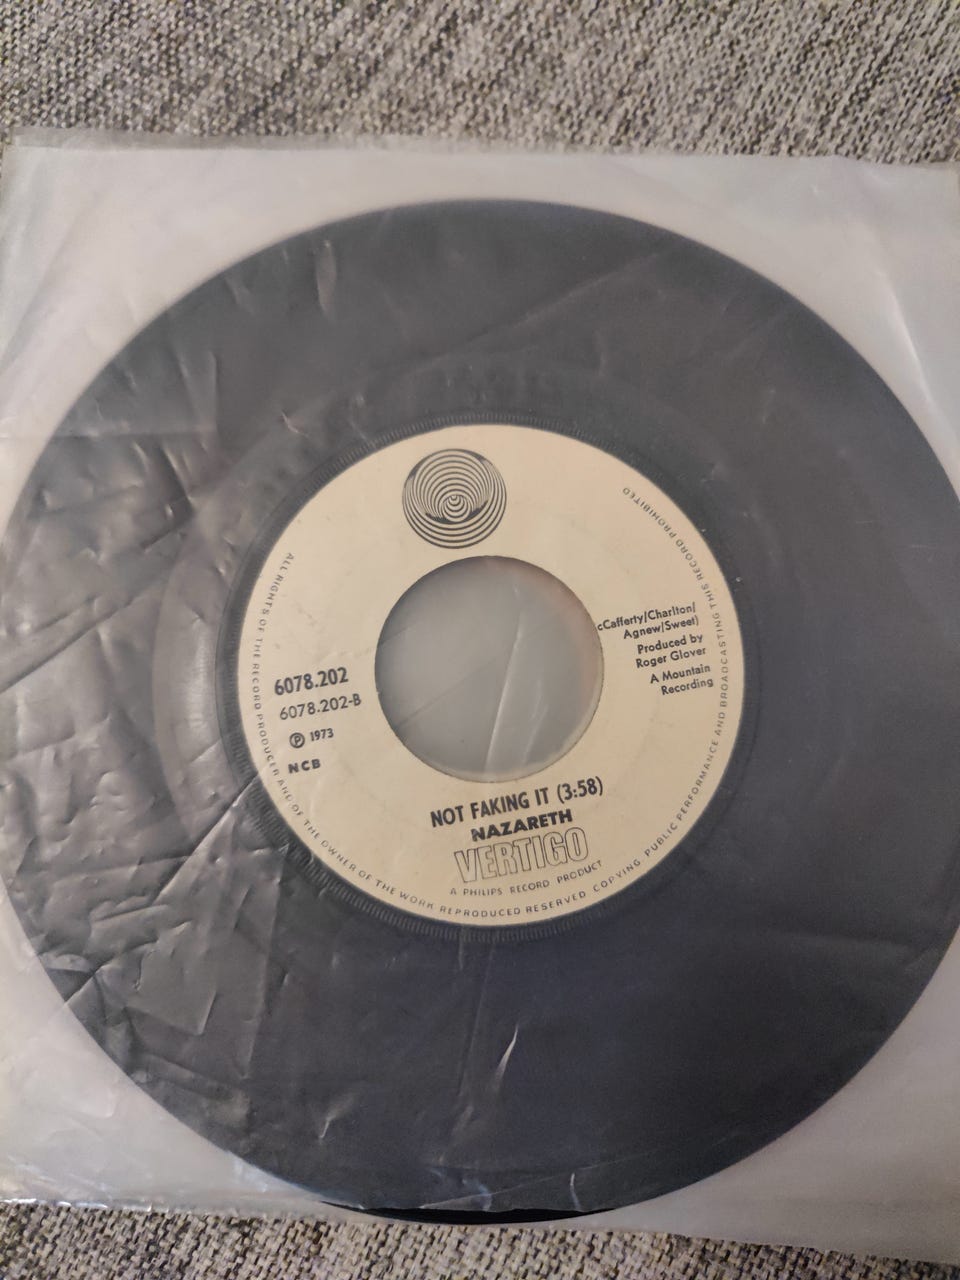 ALL RIGHTS OF THE RECORD PRODUCER AND OF THE OWNER OF THE WORK REPRODUCED RESERVED COPYING PUBLIC PERFORMANCE AND BROADCASTING THIS RECORD PROHIBITED
cCafferty/Charlton/
Agnew/Sweet)
Produced by
Roger Glover
A Mountain
Recording
6078.202
6078.202-B
℗ 1973
NCB
NOT FAKING IT (3:58)
NAZARETH
VERTIGO
A PHILIPS RECORD PRODUCT